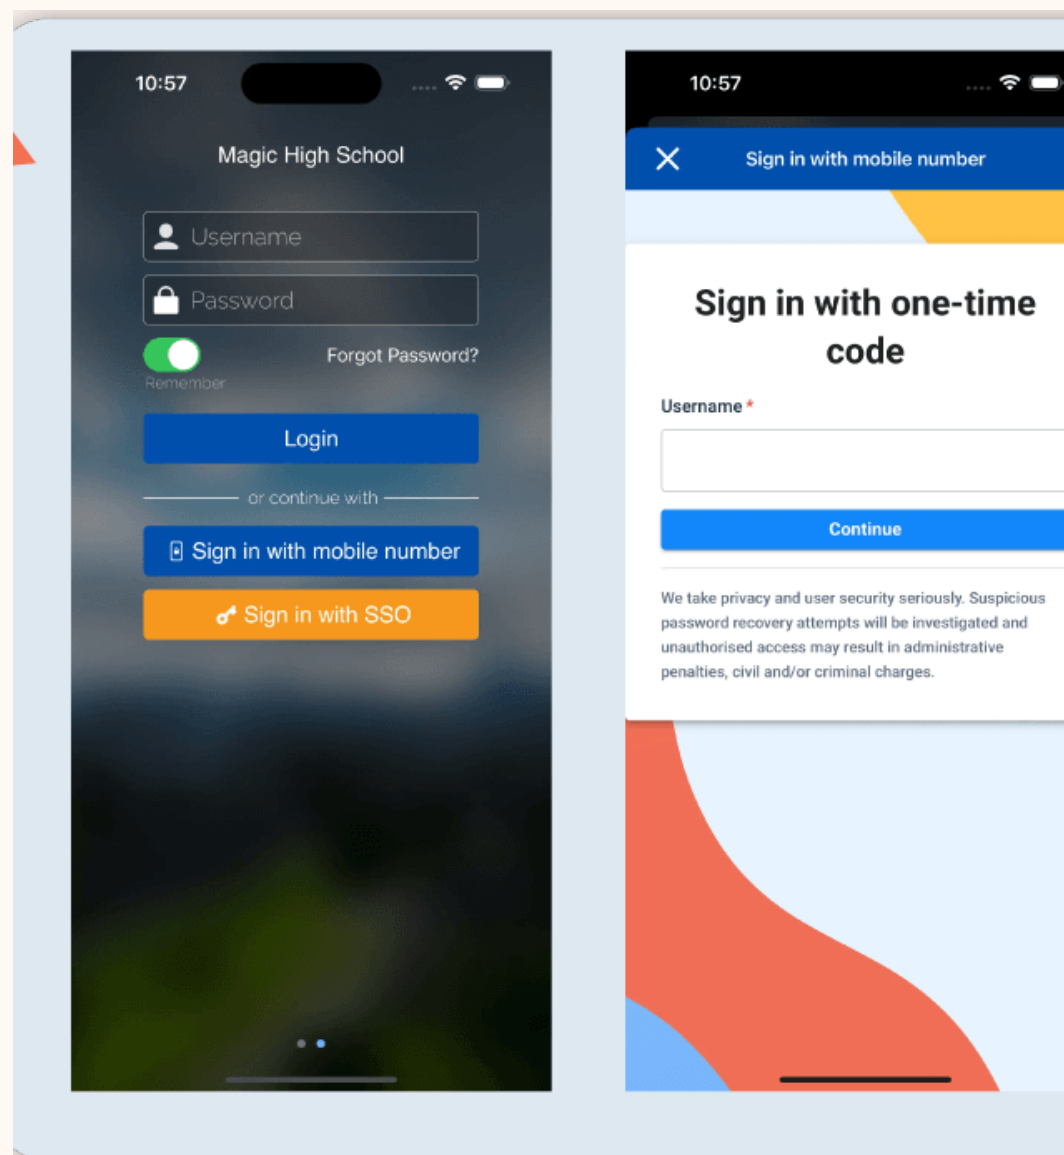 10:57
Magic High School
Username
Password
Forgot Password?
Remember
Login
or continue with
Sign in with mobile number
Sign in with SSO
10:57
Sign in with mobile number
Sign in with one-time
code
Username *
Continue
We take privacy and user security seriously. Suspicious
password recovery attempts will be investigated and
unauthorised access may result in administrative
penalties, civil and/or criminal charges.